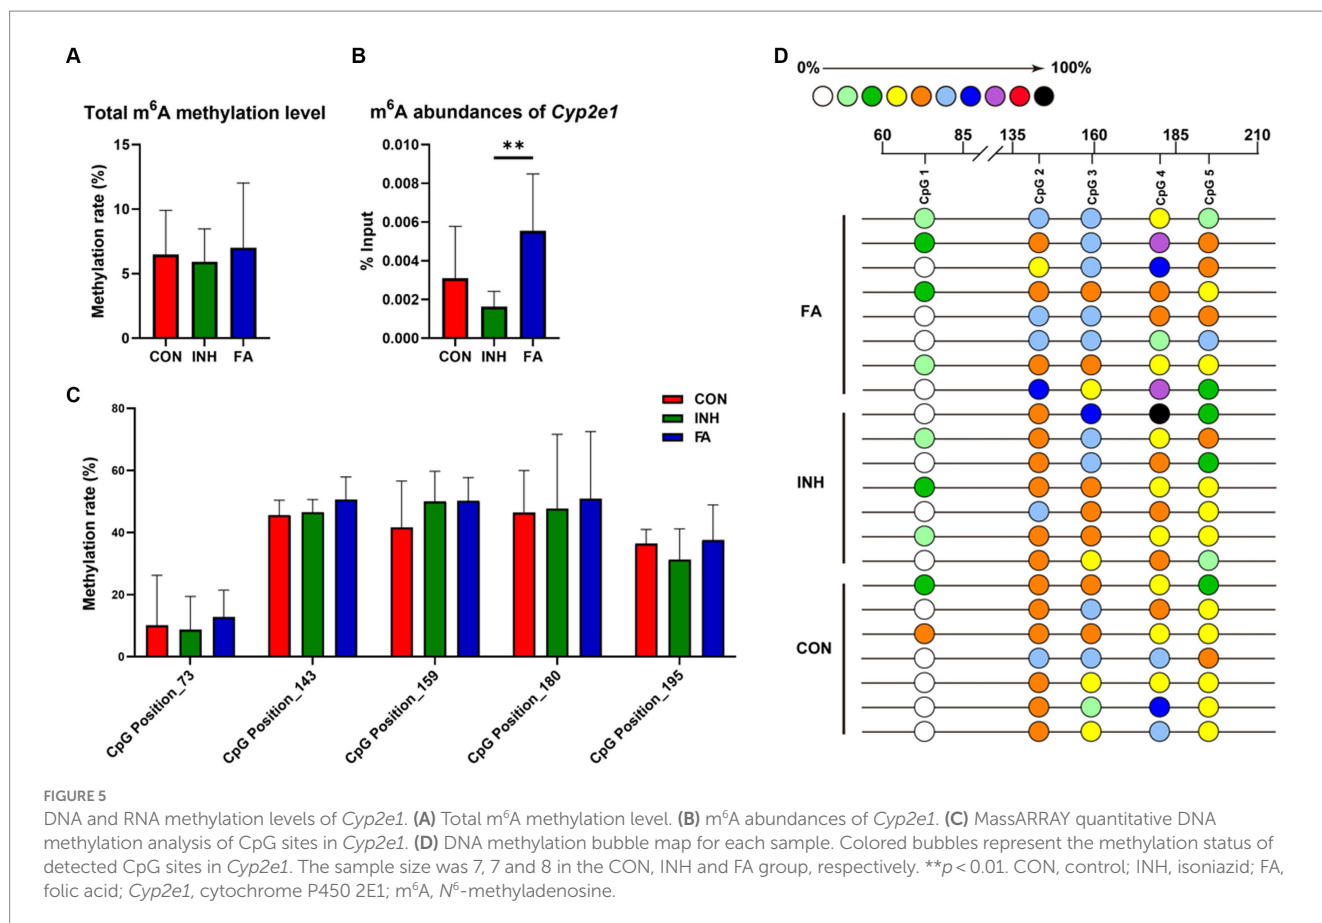 A
Total m⁶A methylation level
Methylation rate (%)
15
10
5
0
CON INH FA
B
m⁶A abundances of Cyp2e1
% Input
0.010
0.008
0.006
0.004
0.002
0.000
**
CON INH FA
C
Methylation rate (%)
80
60
40
20
0
CON
INH
FA
CpG Position_73
CpG Position_143
CpG Position_159
CpG Position_180
CpG Position_195
D
0% 100%
60 85 135 160 185 210
CpG 1 CpG 2 CpG 3 CpG 4 CpG 5
FA
INH
CON
FIGURE 5
DNA and RNA methylation levels of Cyp2e1. (A) Total m⁶A methylation level. (B) m⁶A abundances of Cyp2e1. (C) MassARRAY quantitative DNA
methylation analysis of CpG sites in Cyp2e1. (D) DNA methylation bubble map for each sample. Colored bubbles represent the methylation status of
detected CpG sites in Cyp2e1. The sample size was 7, 7 and 8 in the CON, INH and FA group, respectively. **p < 0.01. CON, control; INH, isoniazid; FA,
folic acid; Cyp2e1, cytochrome P450 2E1; m⁶A, N⁶-methyladenosine.